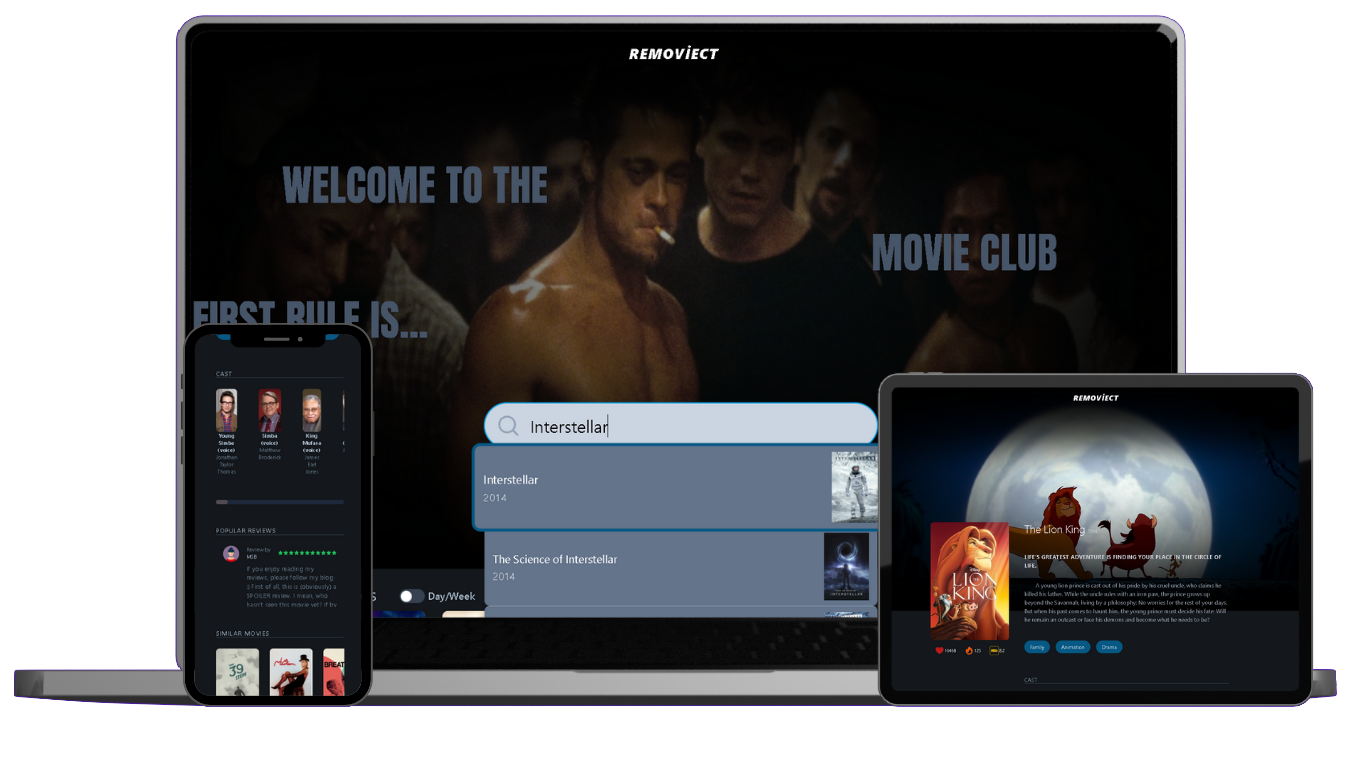 REMOVİECT
WELCOME TO THE
MOVIE CLUB
FIRST RULE IS...
Interstellar
Interstellar
2014
The Science of Interstellar
2014
S
Day/Week
CAST
Young
Simba
(voice)
Jonathan
Taylor
Thomas
Simba
(voice)
Matthew
Broderick
King
Mufasa
(voice)
James
Earl
Jones
POPULAR REVIEWS
Review by
MSB
If you enjoy reading my
reviews, please follow my blog
:) First of all, this is (obviously) a
SPOILER review. I mean, who
hasn't seen this movie yet? If by
SIMILAR MOVIES
39
BREAT
REMOVİECT
The Lion King
LIFE'S GREATEST ADVENTURE IS FINDING YOUR PLACE IN THE CIRCLE OF
LIFE.
A young lion prince is cast out of his pride by his cruel uncle, who claims he
killed his father. While the uncle rules with an iron paw, the prince grows up
beyond the Savannah, living by a philosophy: No worries for the rest of your days.
But when his past comes to haunt him, the young prince must decide his fate: Will
he remain an outcast or face his demons and become what he needs to be?
THE
LION
KING
125
8.2
Family
Animation
Drama
CAST